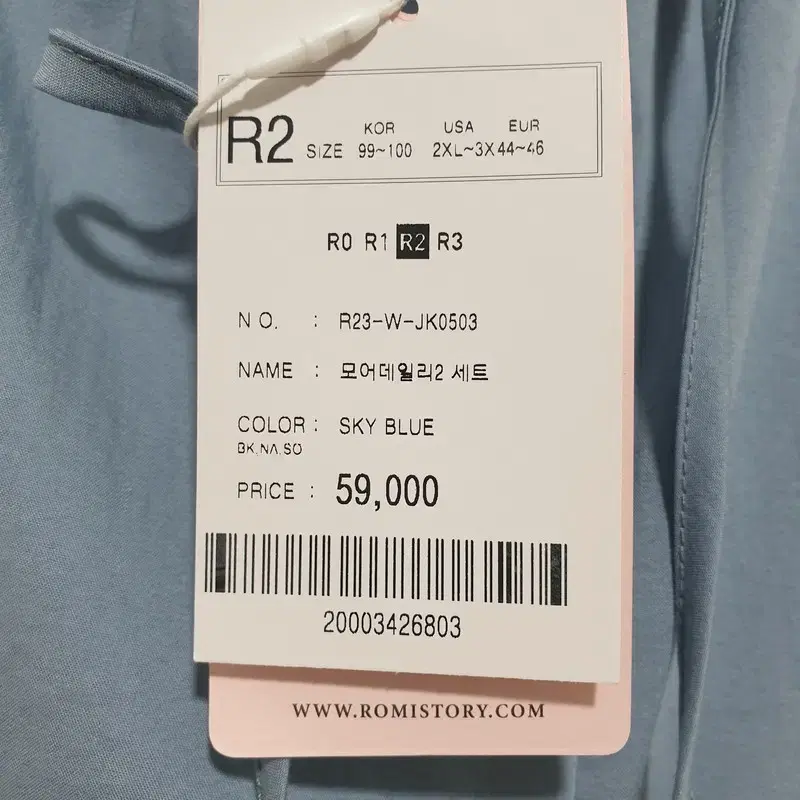 KOR USA EUR
R2 SIZE 99~100 2XL~3X 44~46
R0 R1 R2 R3
NO. : R23-W-JK0503
NAME : 모어데일리2 세트
COLOR : SKY BLUE
BK.NA.SO
PRICE : 59,000
20003426803
WWW.ROMISTORY.COM